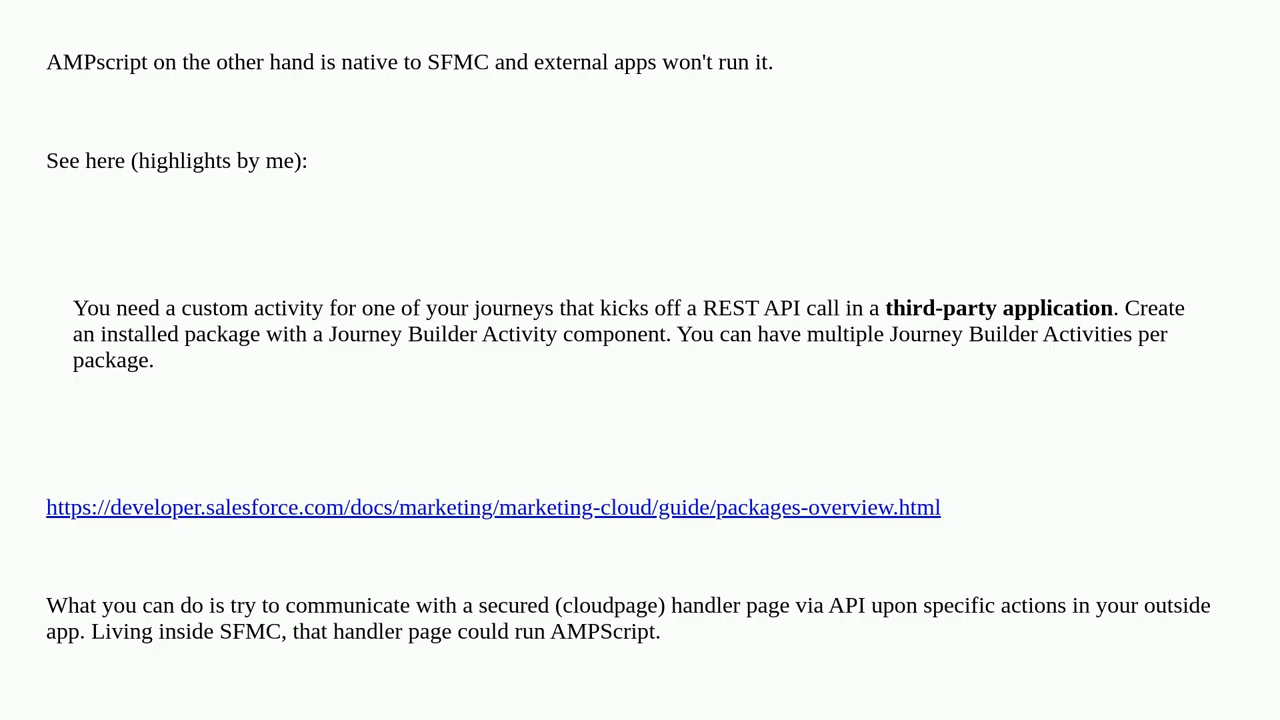 AMPscript on the other hand is native to SFMC and external apps won't run it.
See here (highlights by me):
You need a custom activity for one of your journeys that kicks off a REST API call in a third-party application. Create
an installed package with a Journey Builder Activity component. You can have multiple Journey Builder Activities per
package.
https://developer.salesforce.com/docs/marketing/marketing-cloud/guide/packages-overview.html
What you can do is try to communicate with a secured (cloudpage) handler page via API upon specific actions in your outside
app. Living inside SFMC, that handler page could run AMPScript.